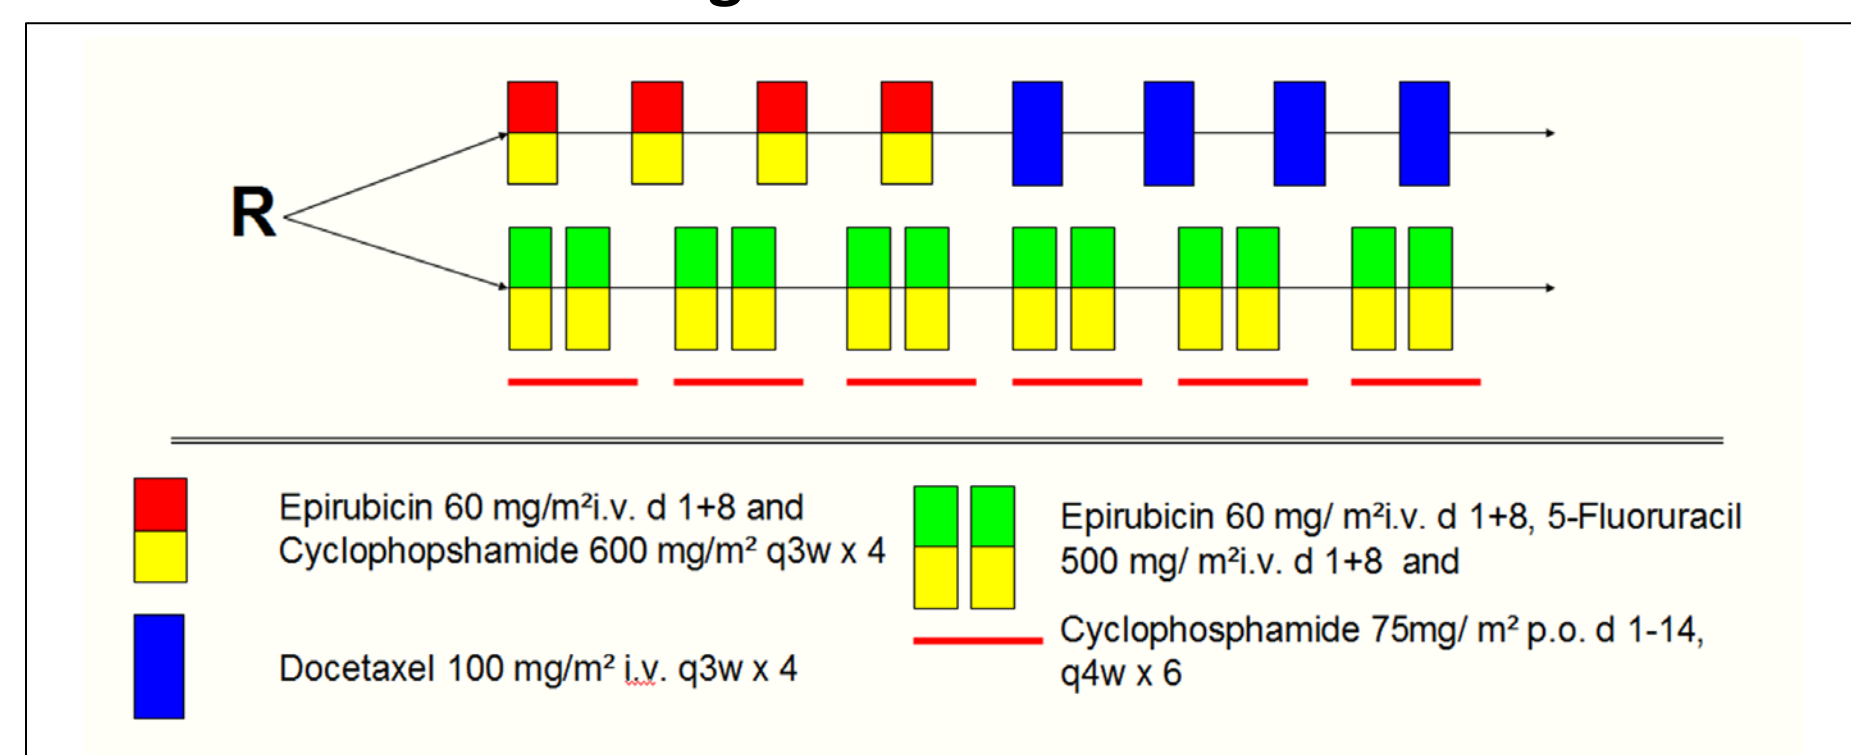 R
Epirubicin 60 mg/m²i.v. d 1+8 and
Cyclophopshamide 600 mg/m² q3w x 4
Docetaxel 100 mg/m² i.v. q3w x 4
Epirubicin 60 mg/ m²i.v. d 1+8, 5-Fluoruracil
500 mg/ m²i.v. d 1+8 and
Cyclophosphamide 75mg/ m² p.o. d 1-14,
q4w x 6